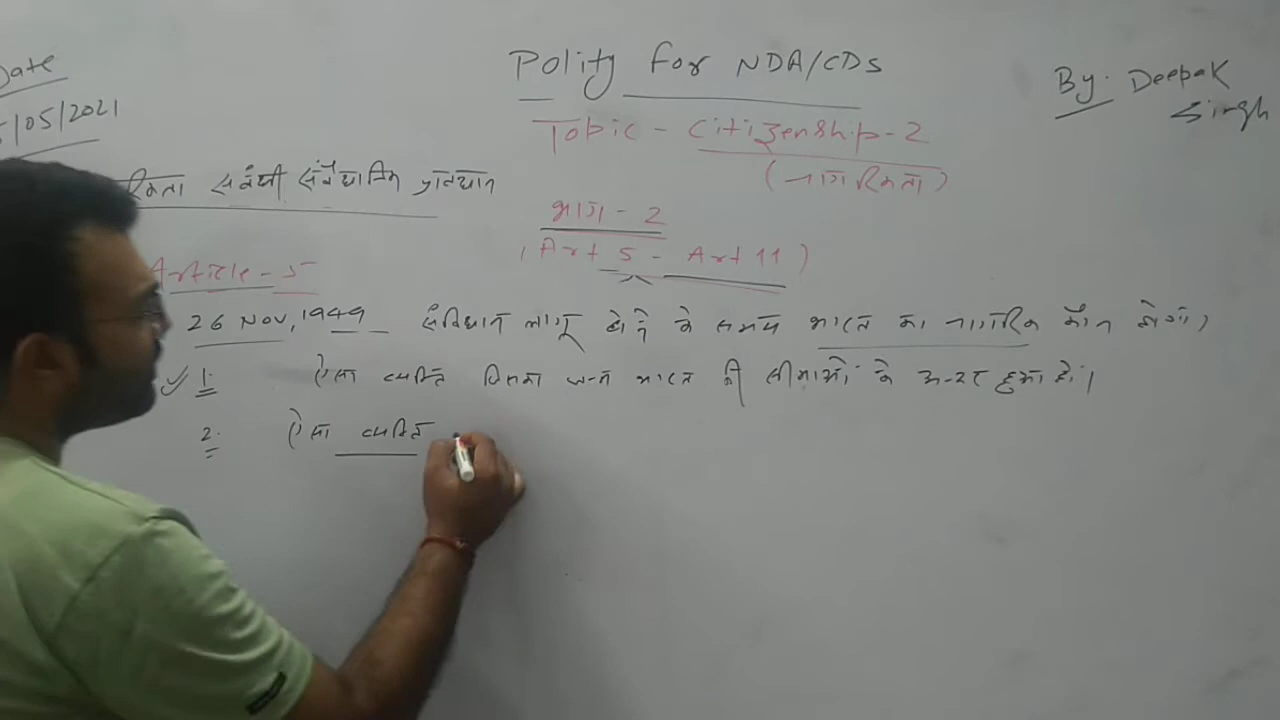 Polity for NDA/CDS
By: Deepak
Singh
Date
/05/2021
Topic - Citizenship-2
(नागरिकता)
रिकता संबंधी संवैधानिक प्रावधान
भाग - 2
(Art 5 - Art 11)
Article - 5
26 Nov, 1949 संविधान लागू होने के समय भारत का नागरिक कौन होगा,
1. ऐसा व्यक्ति जिसका जन्म भारत की सीमाओं के अन्दर हुआ हो।
2. ऐसा व्यक्ति